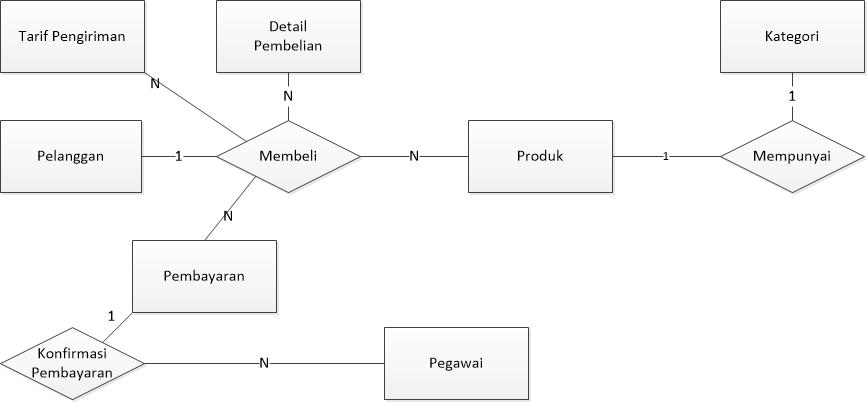 Tarif Pengiriman
Detail
Pembelian
Kategori
N
N
1
Pelanggan
1
Membeli
N
Produk
1
Mempunyai
N
Pembayaran
1
Konfirmasi
Pembayaran
N
Pegawai